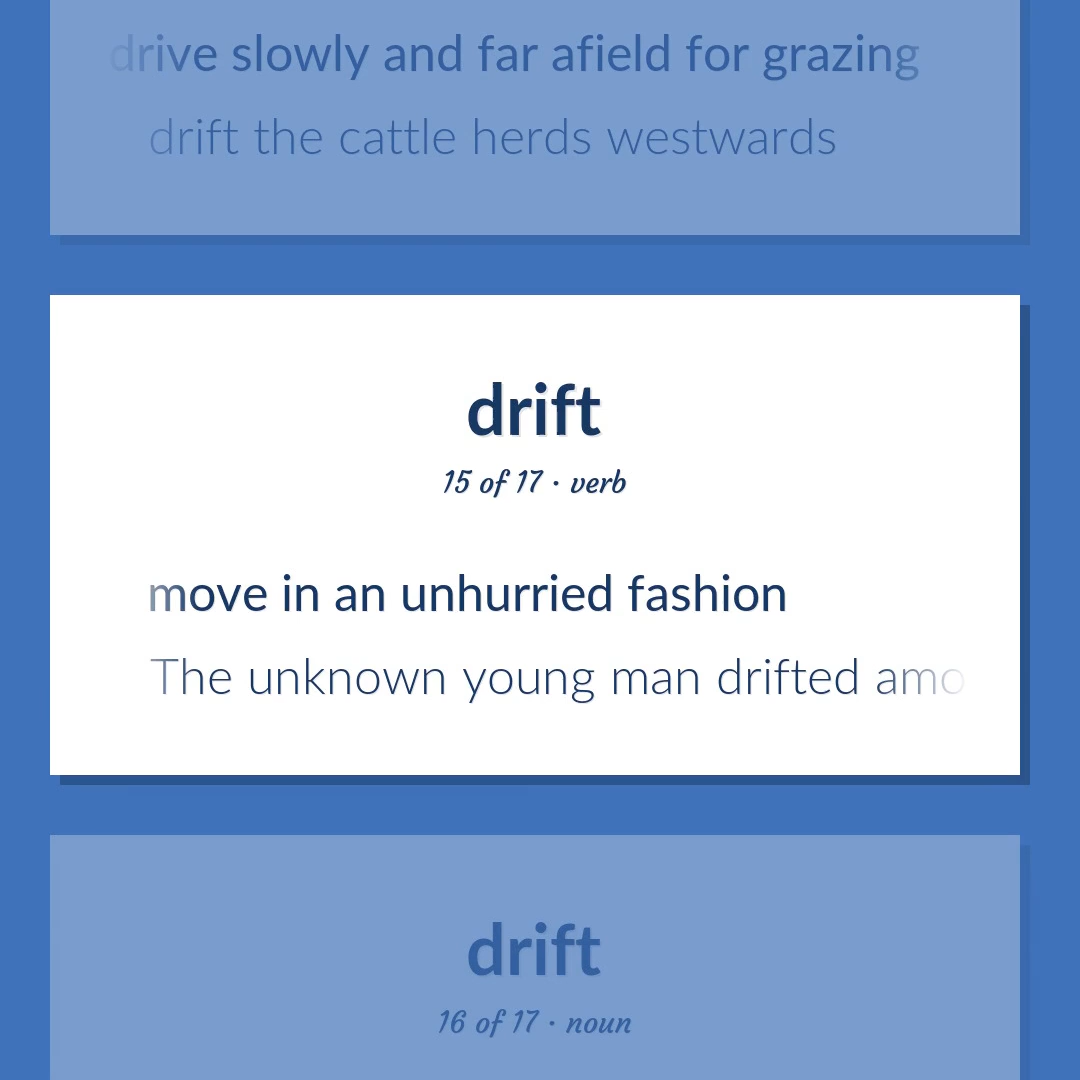 drive slowly and far afield for grazing
drift the cattle herds westwards
drift
15 of 17 · verb
move in an unhurried fashion
The unknown young man drifted amo
drift
16 of 17 · noun